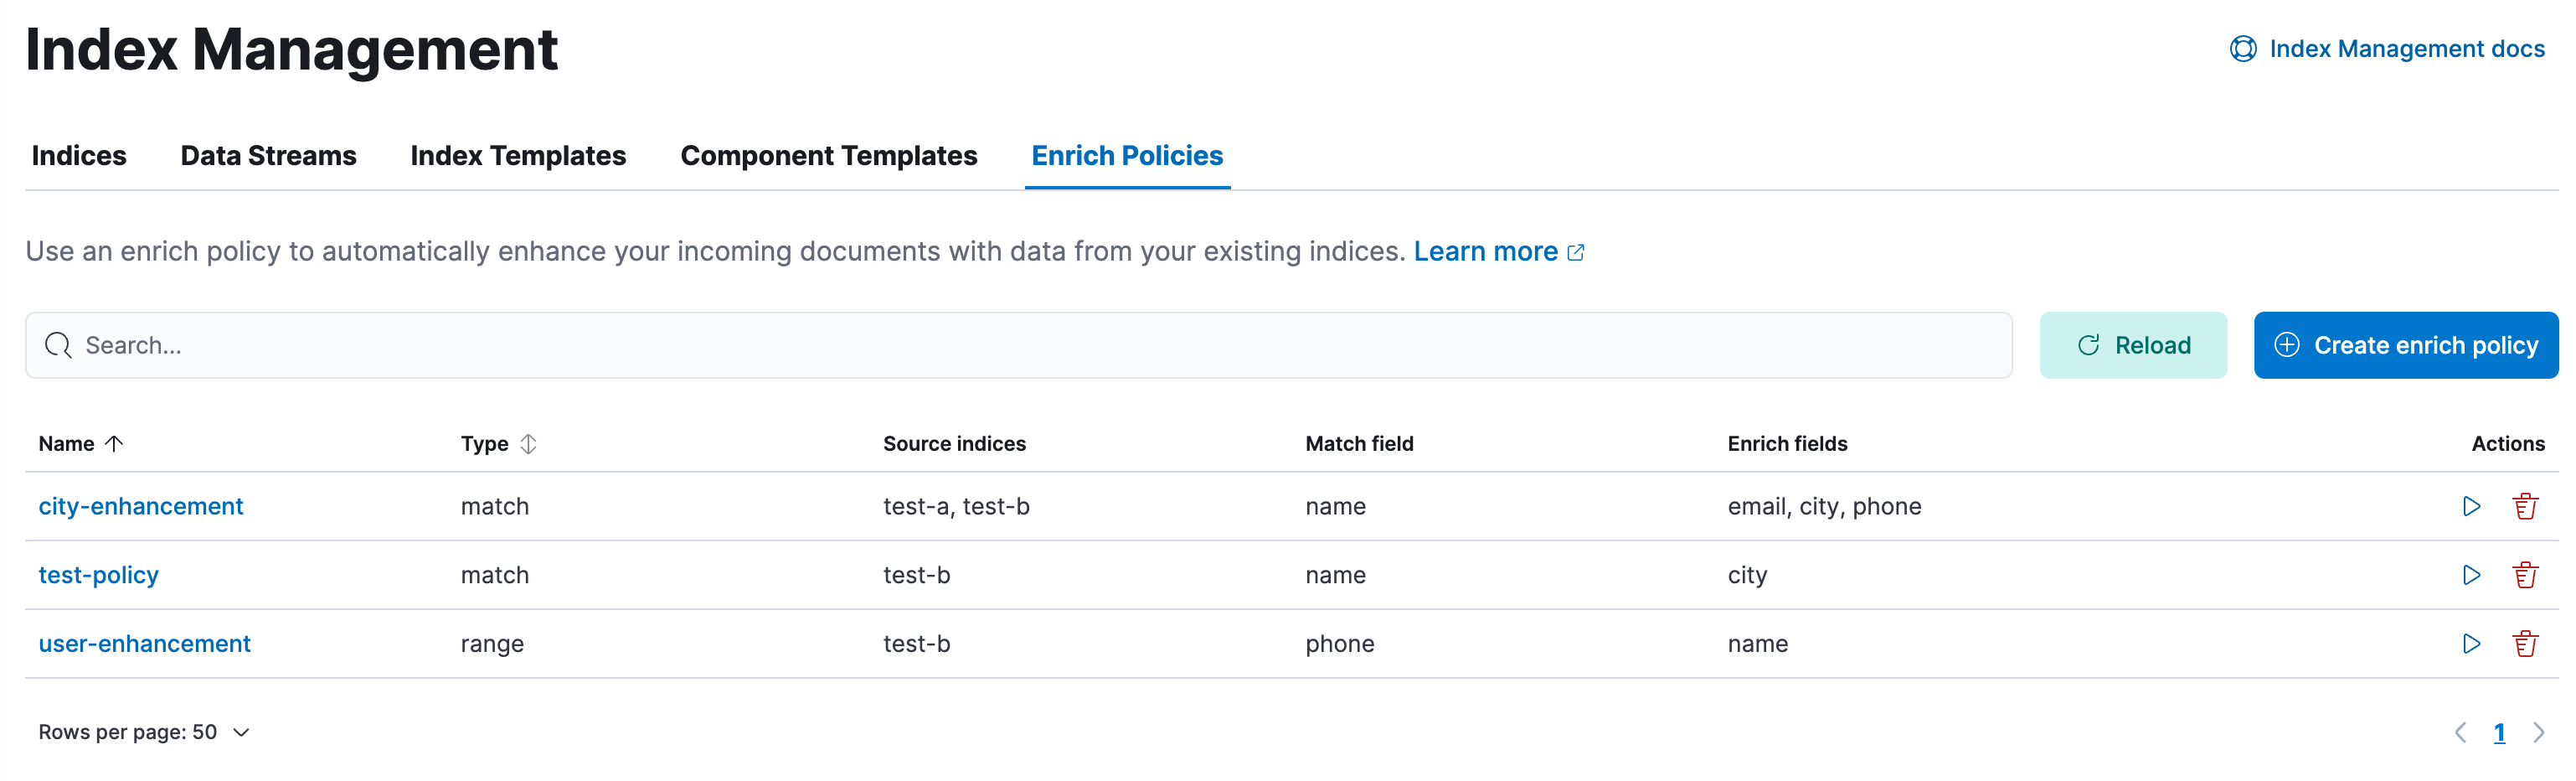 Index Management
Index Management docs
Indices Data Streams Index Templates Component Templates Enrich Policies
Use an enrich policy to automatically enhance your incoming documents with data from your existing indices. Learn more
Search...
Reload
Create enrich policy
Name Type Source indices Match field Enrich fields Actions
city-enhancement match test-a, test-b name email, city, phone
test-policy match test-b name city
user-enhancement range test-b phone name
Rows per page: 50
1